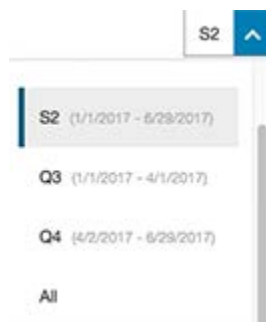 S2
S2 (1/1/2017 - 6/29/2017)
Q3 (1/1/2017 - 4/1/2017)
Q4 (4/2/2017 - 6/29/2017)
All